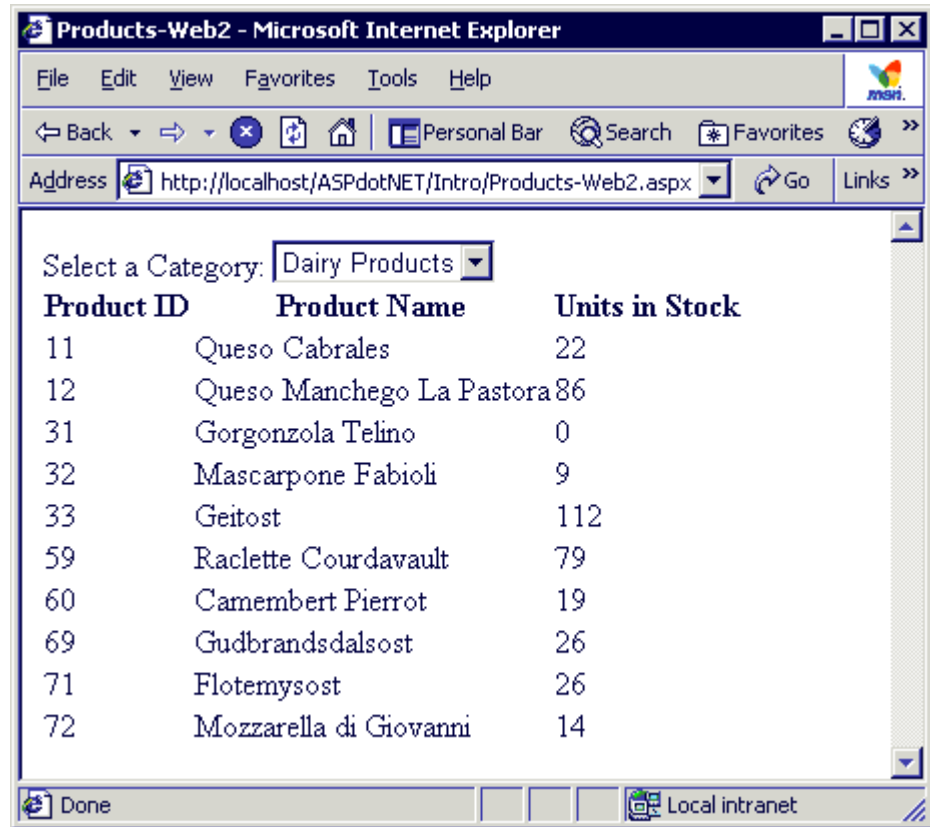 Products-Web2 - Microsoft Internet Explorer
File Edit View Favorites Tools Help
msn.
Back Personal Bar Search Favorites »
Address http://localhost/ASPdotNET/Intro/Products-Web2.aspx Go Links »
Select a Category: Dairy Products
Product ID Product Name Units in Stock
11 Queso Cabrales 22
12 Queso Manchego La Pastora 86
31 Gorgonzola Telino 0
32 Mascarpone Fabioli 9
33 Geitost 112
59 Raclette Courdavault 79
60 Camembert Pierrot 19
69 Gudbrandsdalsost 26
71 Flotemysost 26
72 Mozzarella di Giovanni 14
Done Local intranet